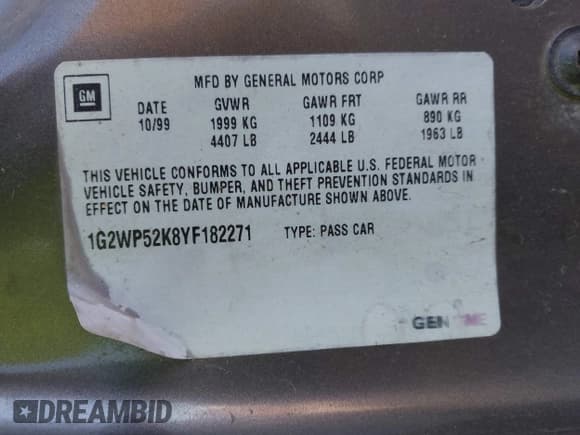 MFD BY GENERAL MOTORS CORP
GM
DATE GVWR GAWR FRT GAWR RR
10/99 1999 KG 1109 KG 890 KG
4407 LB 2444 LB 1963 LB
THIS VEHICLE CONFORMS TO ALL APPLICABLE U.S. FEDERAL MOTOR
VEHICLE SAFETY, BUMPER, AND THEFT PREVENTION STANDARDS IN
EFFECT ON THE DATE OF MANUFACTURE SHOWN ABOVE.
1G2WP52K8YF182271 TYPE: PASS CAR
DREAMBID